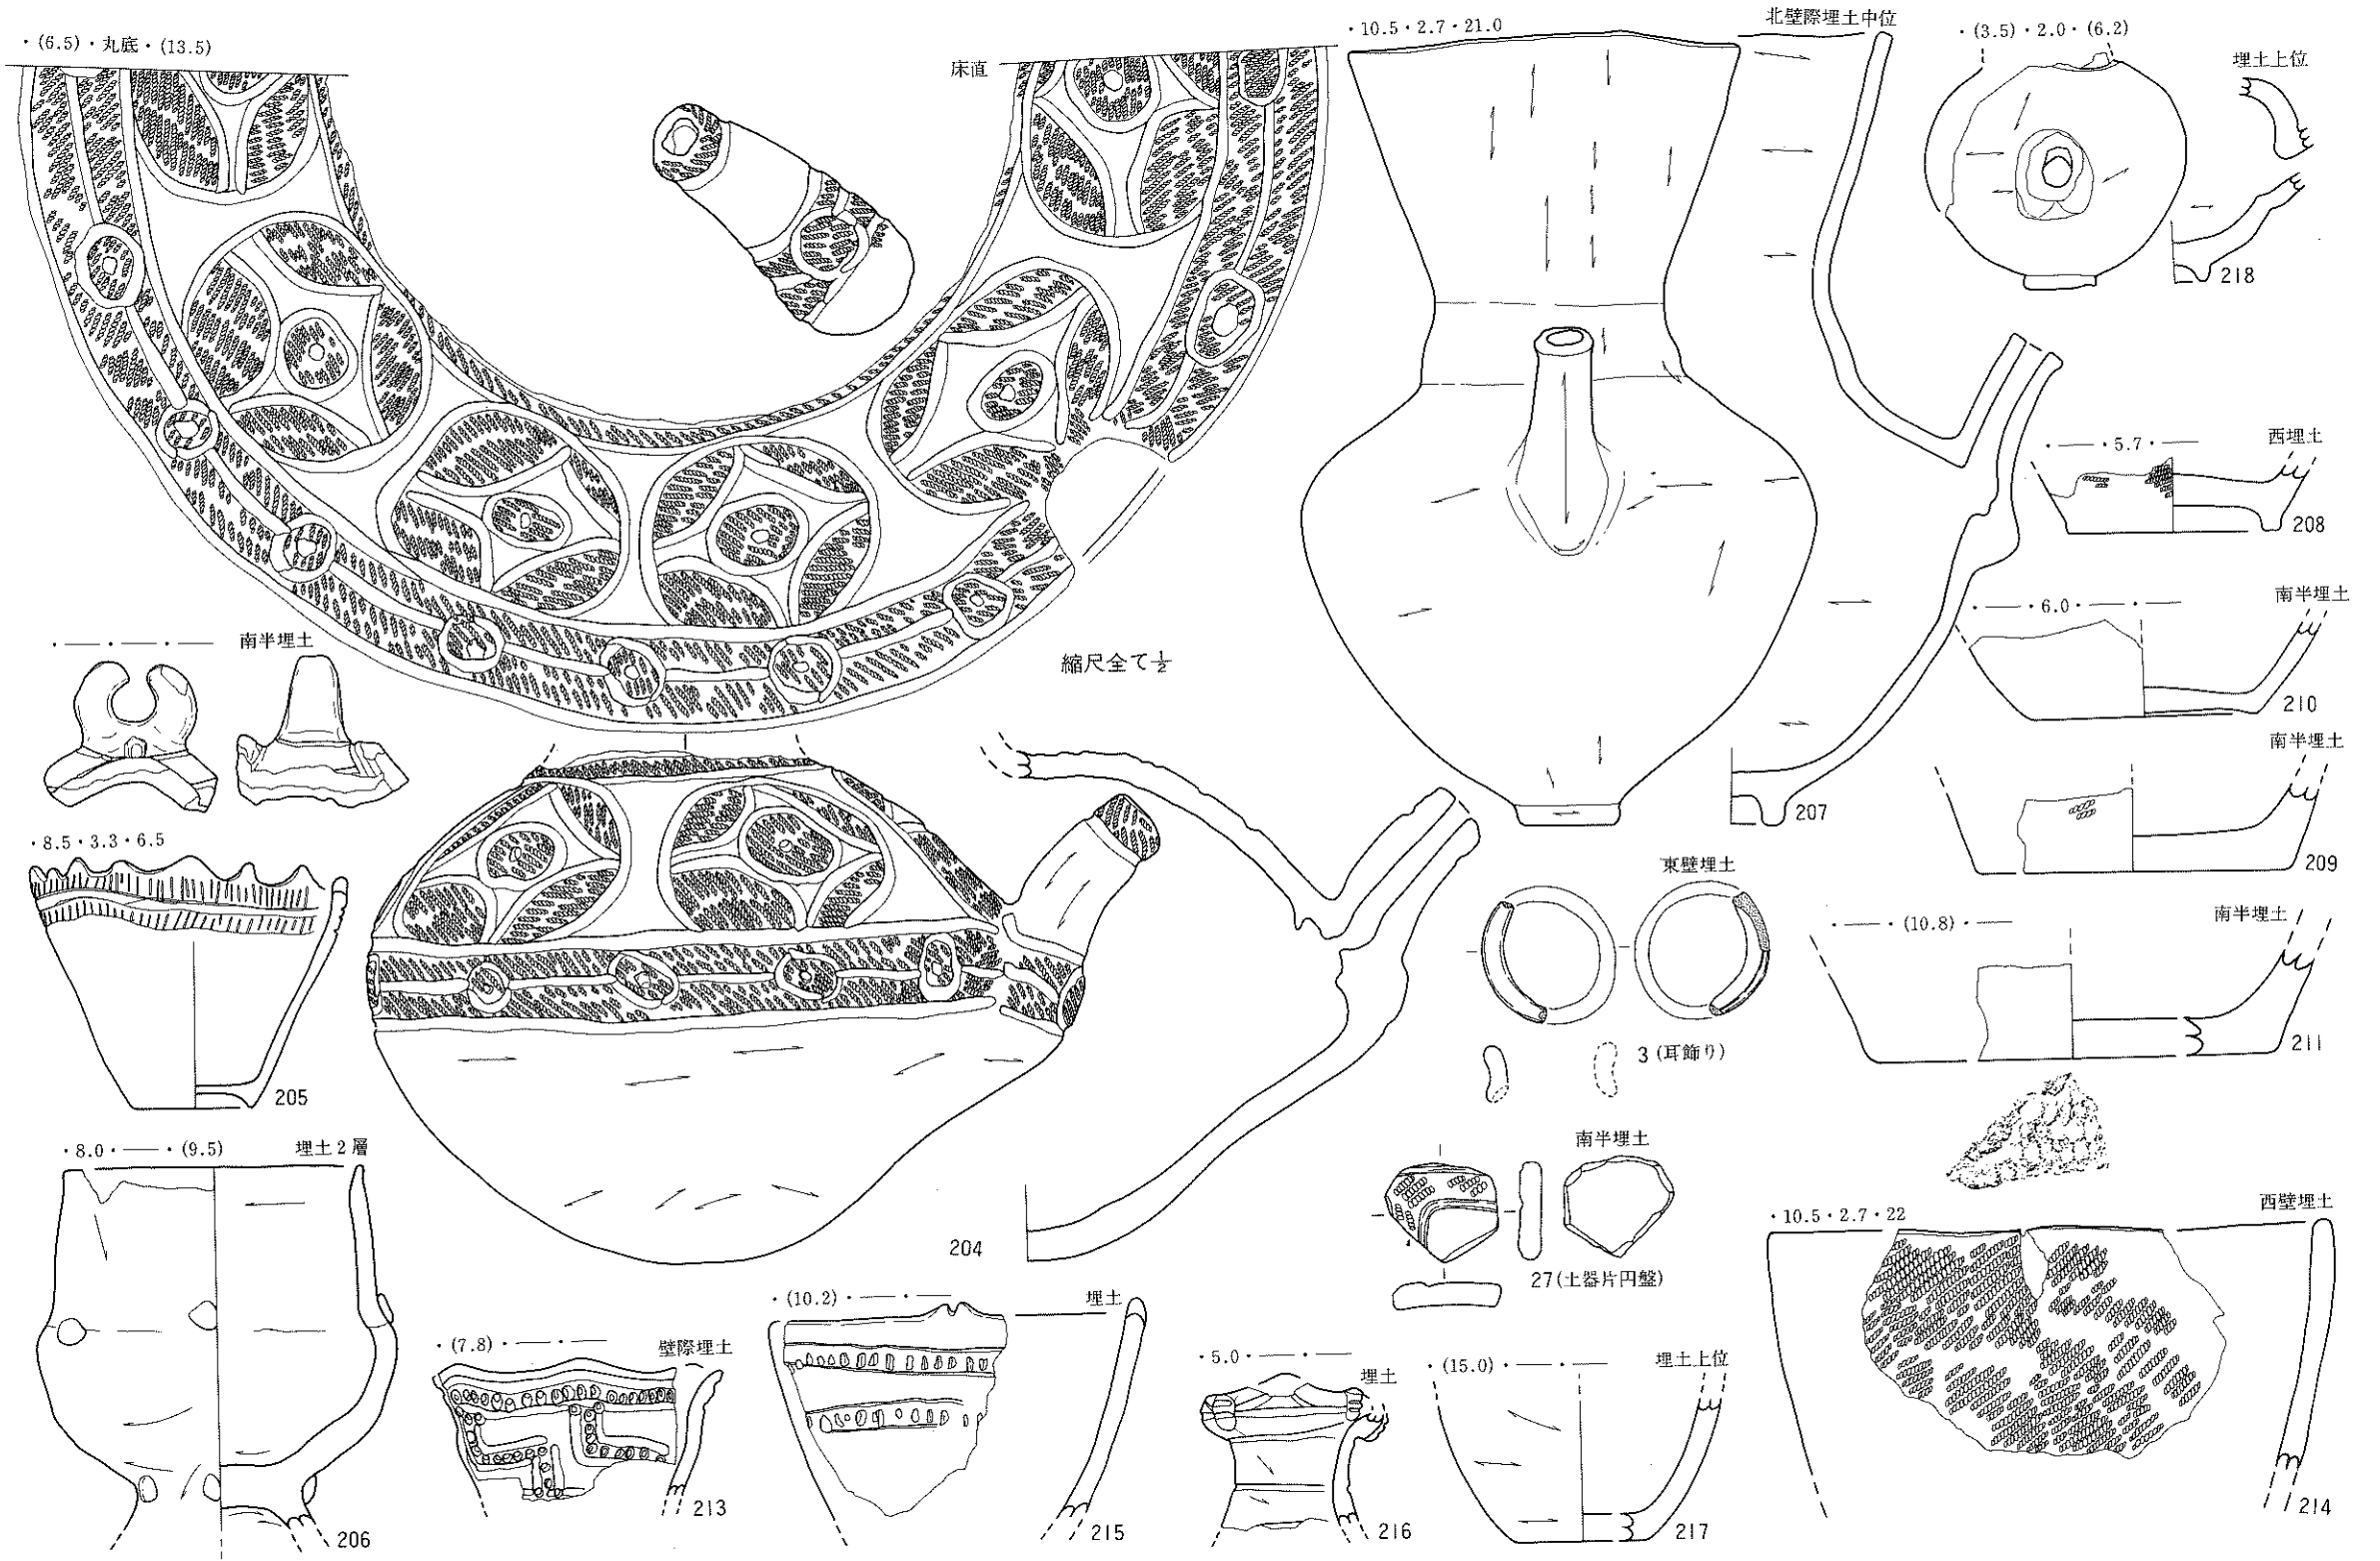 ・(6.5)・丸底・(13.5)
床直
・10.5・2.7・21.0
北壁際埋土中位
・(3.5)・2.0・(6.2)
埋土上位
218
・―・5.7・―
西埋土
208
・―・6.0・―・―
南半埋土
210
南半埋土
209
・―・(10.8)・―
南半埋土
211
縮尺全て½
・―・―・―
南半埋土
207
204
・8.5・3.3・6.5
205
東壁埋土
3(耳飾り)
南半埋土
27(土器片円盤)
・8.0・―・(9.5)
埋土2層
206
・(7.8)・―・―
壁際埋土
213
・(10.2)・―・―
埋土
215
・5.0・―・―
埋土
216
・(15.0)・―・―
埋土上位
217
・10.5・2.7・22
西壁埋土
214